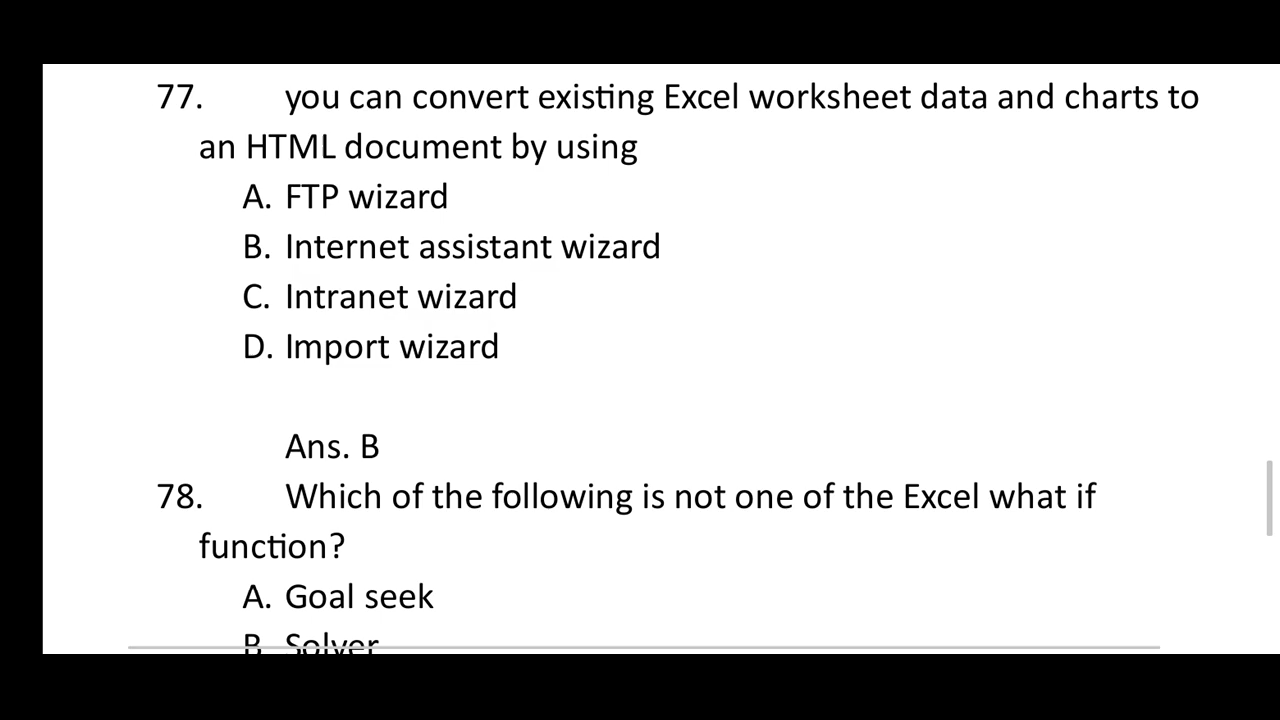 77. you can convert existing Excel worksheet data and charts to
an HTML document by using
A. FTP wizard
B. Internet assistant wizard
C. Intranet wizard
D. Import wizard
Ans. B
78. Which of the following is not one of the Excel what if
function?
A. Goal seek
B. Solver